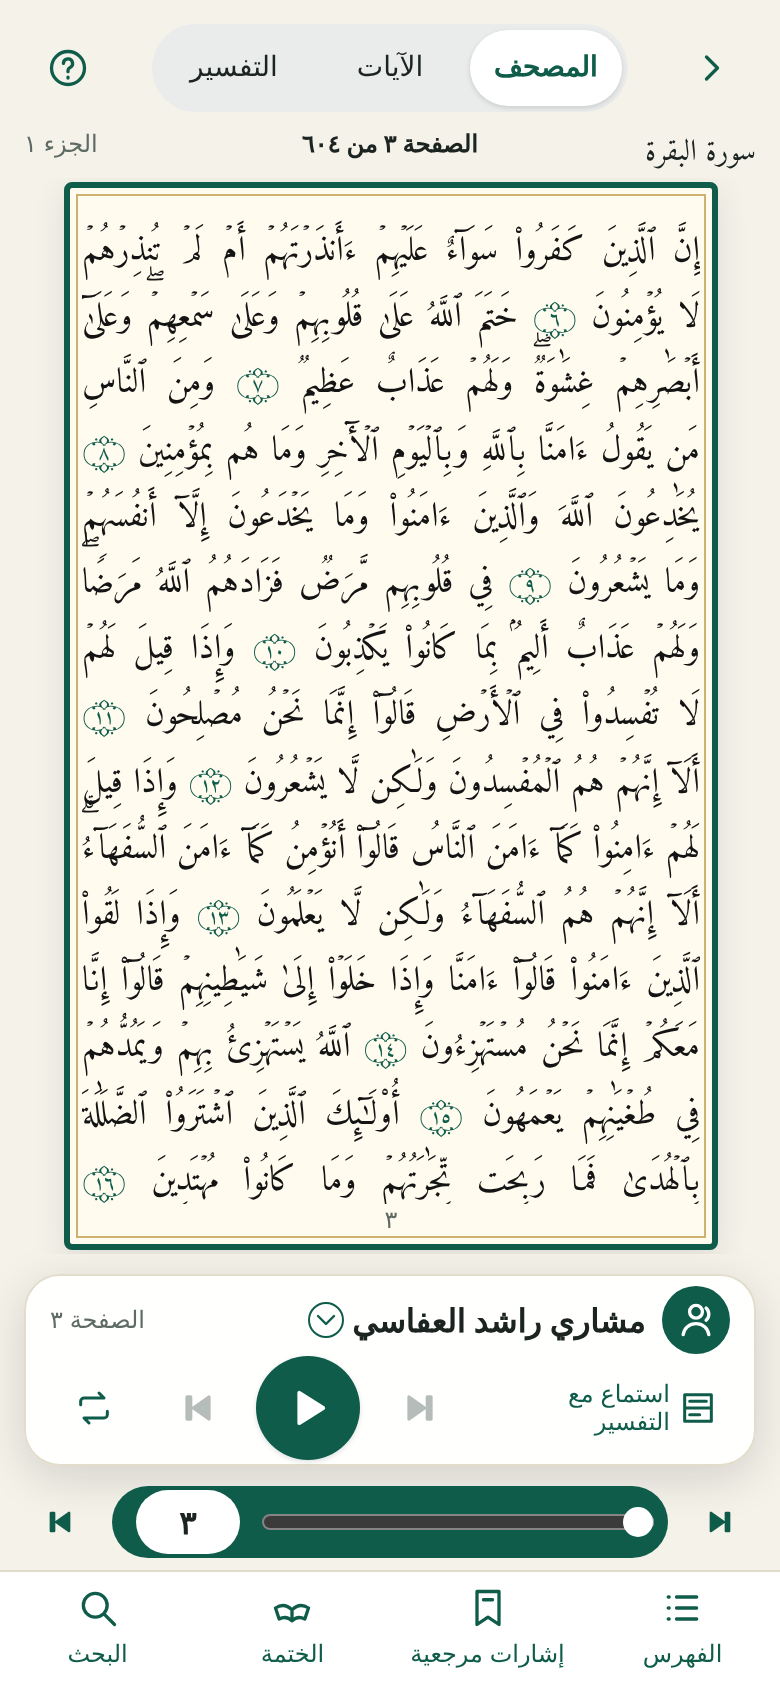 المصحف
الآيات
التفسير
سورة البقرة
الصفحة ٣ من ٦٠٤
الجزء ١
إِنَّ ٱلَّذِينَ كَفَرُوا۟ سَوَآءٌ عَلَيْهِمْ ءَأَنذَرْتَهُمْ أَمْ لَمْ تُنذِرْهُمْ
لَا يُؤْمِنُونَ ٦ خَتَمَ ٱللَّهُ عَلَىٰ قُلُوبِهِمْ وَعَلَىٰ سَمْعِهِمْ ۖ وَعَلَىٰٓ
أَبْصَٰرِهِمْ غِشَٰوَةٌ ۖ وَلَهُمْ عَذَابٌ عَظِيمٌ ٧ وَمِنَ ٱلنَّاسِ
مَن يَقُولُ ءَامَنَّا بِٱللَّهِ وَبِٱلْيَوْمِ ٱلْءَاخِرِ وَمَا هُم بِمُؤْمِنِينَ ٨
يُخَٰدِعُونَ ٱللَّهَ وَٱلَّذِينَ ءَامَنُوا۟ وَمَا يَخْدَعُونَ إِلَّآ أَنفُسَهُمْ
وَمَا يَشْعُرُونَ ٩ فِي قُلُوبِهِم مَّرَضٌ فَزَادَهُمُ ٱللَّهُ مَرَضًا ۖ
وَلَهُمْ عَذَابٌ أَلِيمٌۢ بِمَا كَانُوا۟ يَكْذِبُونَ ١٠ وَإِذَا قِيلَ لَهُمْ
لَا تُفْسِدُوا۟ فِي ٱلْأَرْضِ قَالُوٓا۟ إِنَّمَا نَحْنُ مُصْلِحُونَ ١١
أَلَآ إِنَّهُمْ هُمُ ٱلْمُفْسِدُونَ وَلَٰكِن لَّا يَشْعُرُونَ ١٢ وَإِذَا قِيلَ
لَهُمْ ءَامِنُوا۟ كَمَآ ءَامَنَ ٱلنَّاسُ قَالُوٓا۟ أَنُؤْمِنُ كَمَآ ءَامَنَ ٱلسُّفَهَآءُ ۗ
أَلَآ إِنَّهُمْ هُمُ ٱلسُّفَهَآءُ وَلَٰكِن لَّا يَعْلَمُونَ ١٣ وَإِذَا لَقُوا۟
ٱلَّذِينَ ءَامَنُوا۟ قَالُوٓا۟ ءَامَنَّا وَإِذَا خَلَوْا۟ إِلَىٰ شَيَٰطِينِهِمْ قَالُوٓا۟ إِنَّا
مَعَكُمْ إِنَّمَا نَحْنُ مُسْتَهْزِءُونَ ١٤ ٱللَّهُ يَسْتَهْزِئُ بِهِمْ وَيَمُدُّهُمْ
فِي طُغْيَٰنِهِمْ يَعْمَهُونَ ١٥ أُو۟لَٰٓئِكَ ٱلَّذِينَ ٱشْتَرَوُا۟ ٱلضَّلَٰلَةَ
بِٱلْهُدَىٰ فَمَا رَبِحَت تِّجَٰرَتُهُمْ وَمَا كَانُوا۟ مُهْتَدِينَ ١٦
٣
مشاري راشد العفاسي
الصفحة ٣
استماع مع
التفسير
٣
الفهرس
إشارات مرجعية
الختمة
البحث